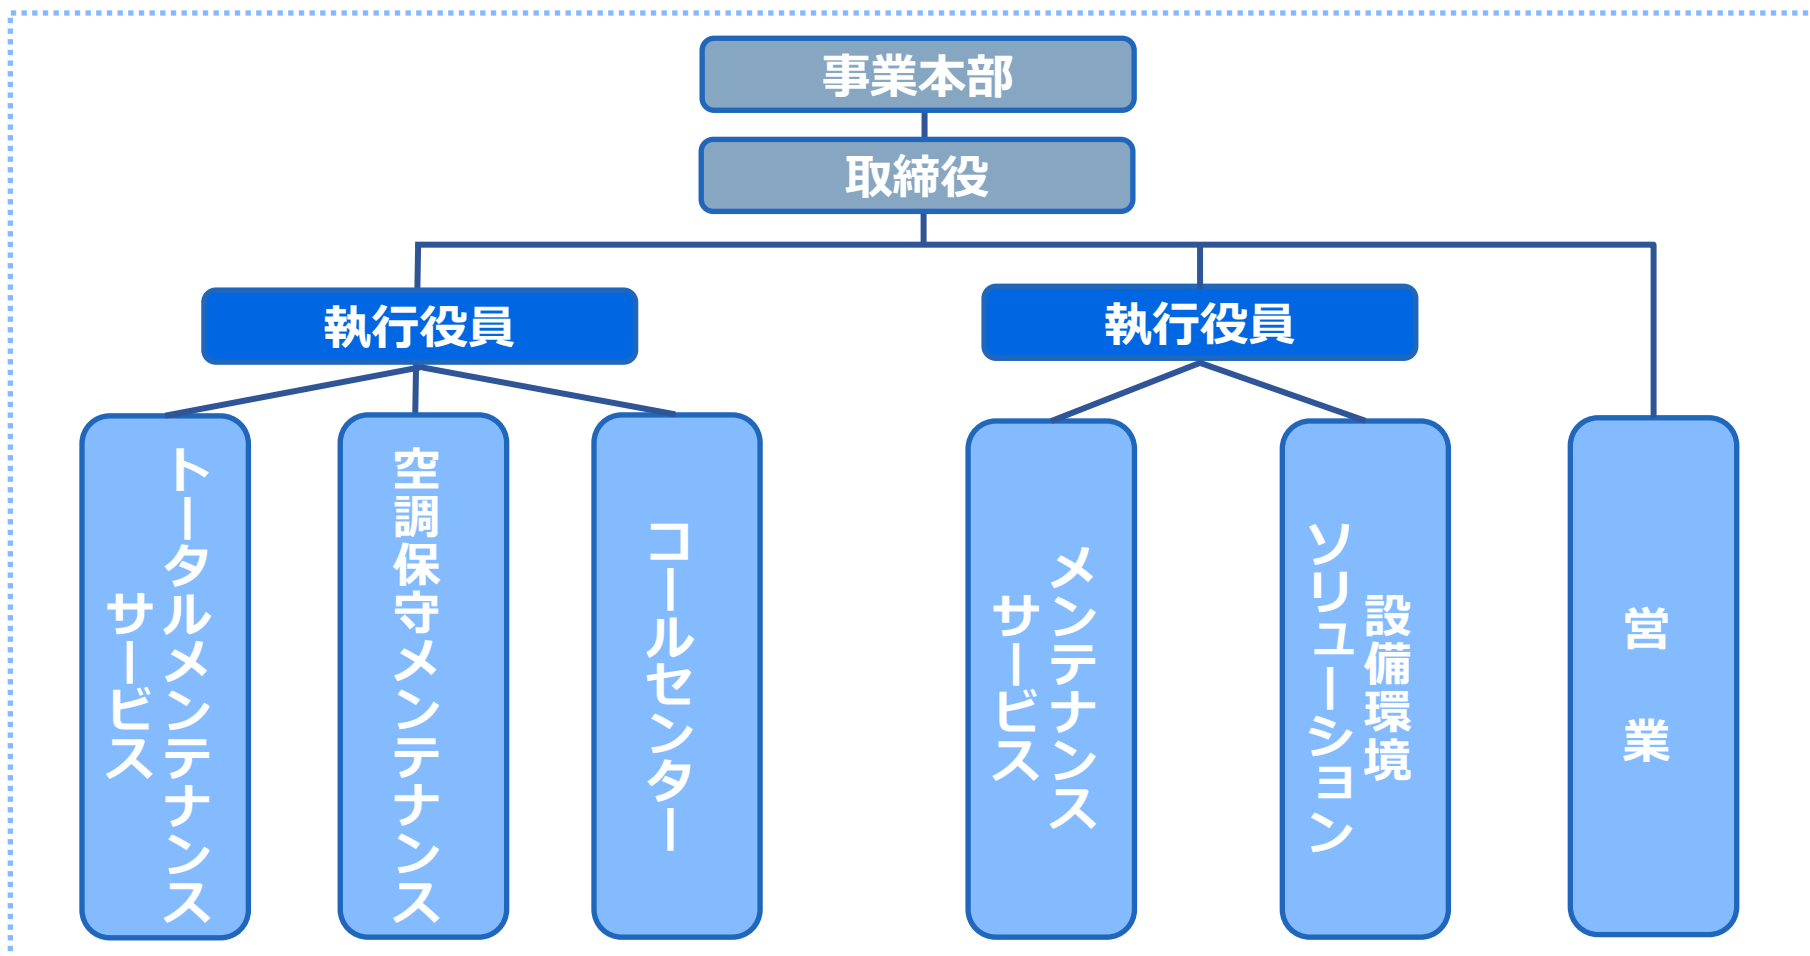 事業本部
取締役
執行役員
執行役員
トータルメンテナンス
サービス
空調保守メンテナンス
コールセンター
メンテナンス
サービス
設備環境
ソリューション
営　業